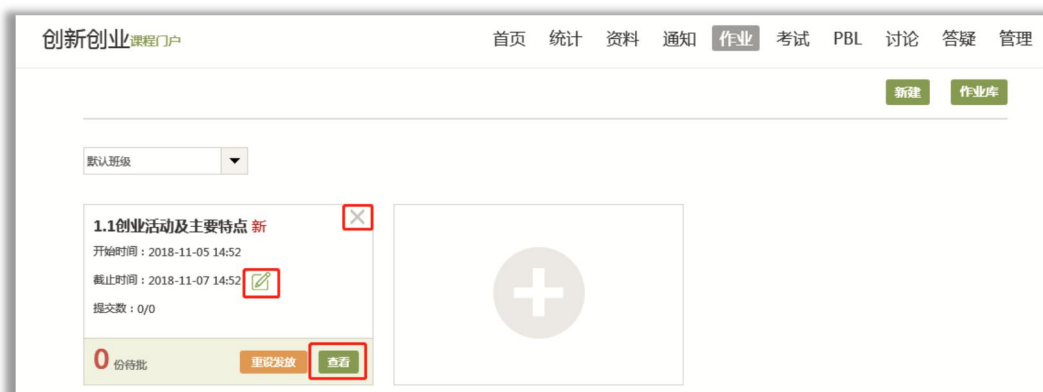 创新创业课程门户 首页 统计 资料 通知 作业 考试 PBL 讨论 答疑 管理
新建 作业库
默认班级
1.1创业活动及主要特点 新
开始时间：2018-11-05 14:52
截止时间：2018-11-07 14:52
提交数：0/0
0 份待批 重设发放 查看